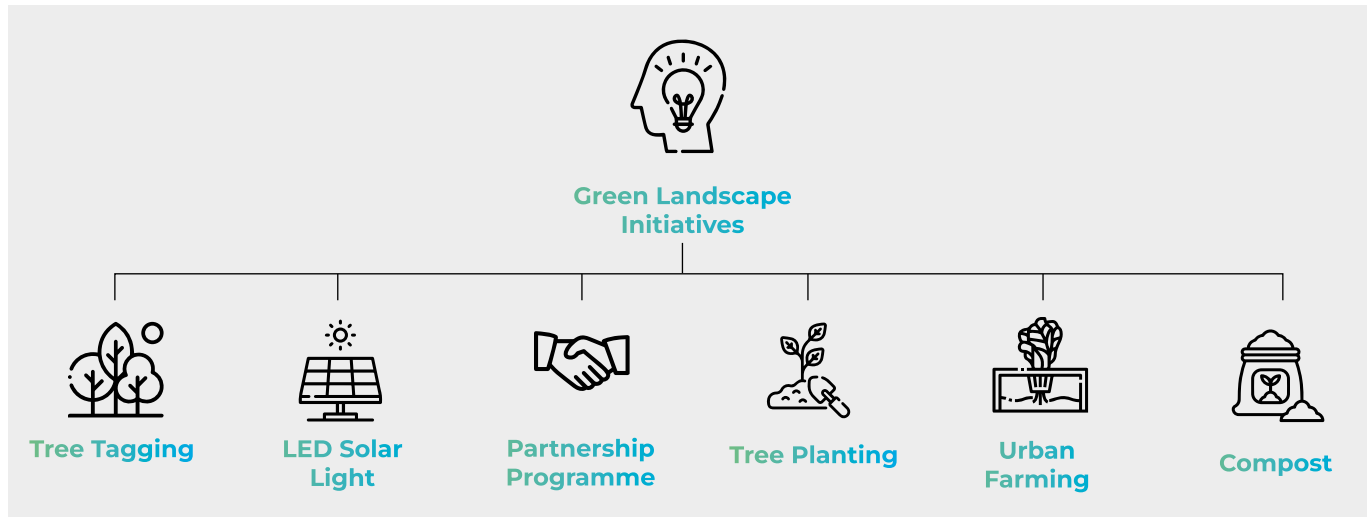 Green Landscape
Initiatives
Tree Tagging
LED Solar
Light
Partnership
Programme
Tree Planting
Urban
Farming
Compost